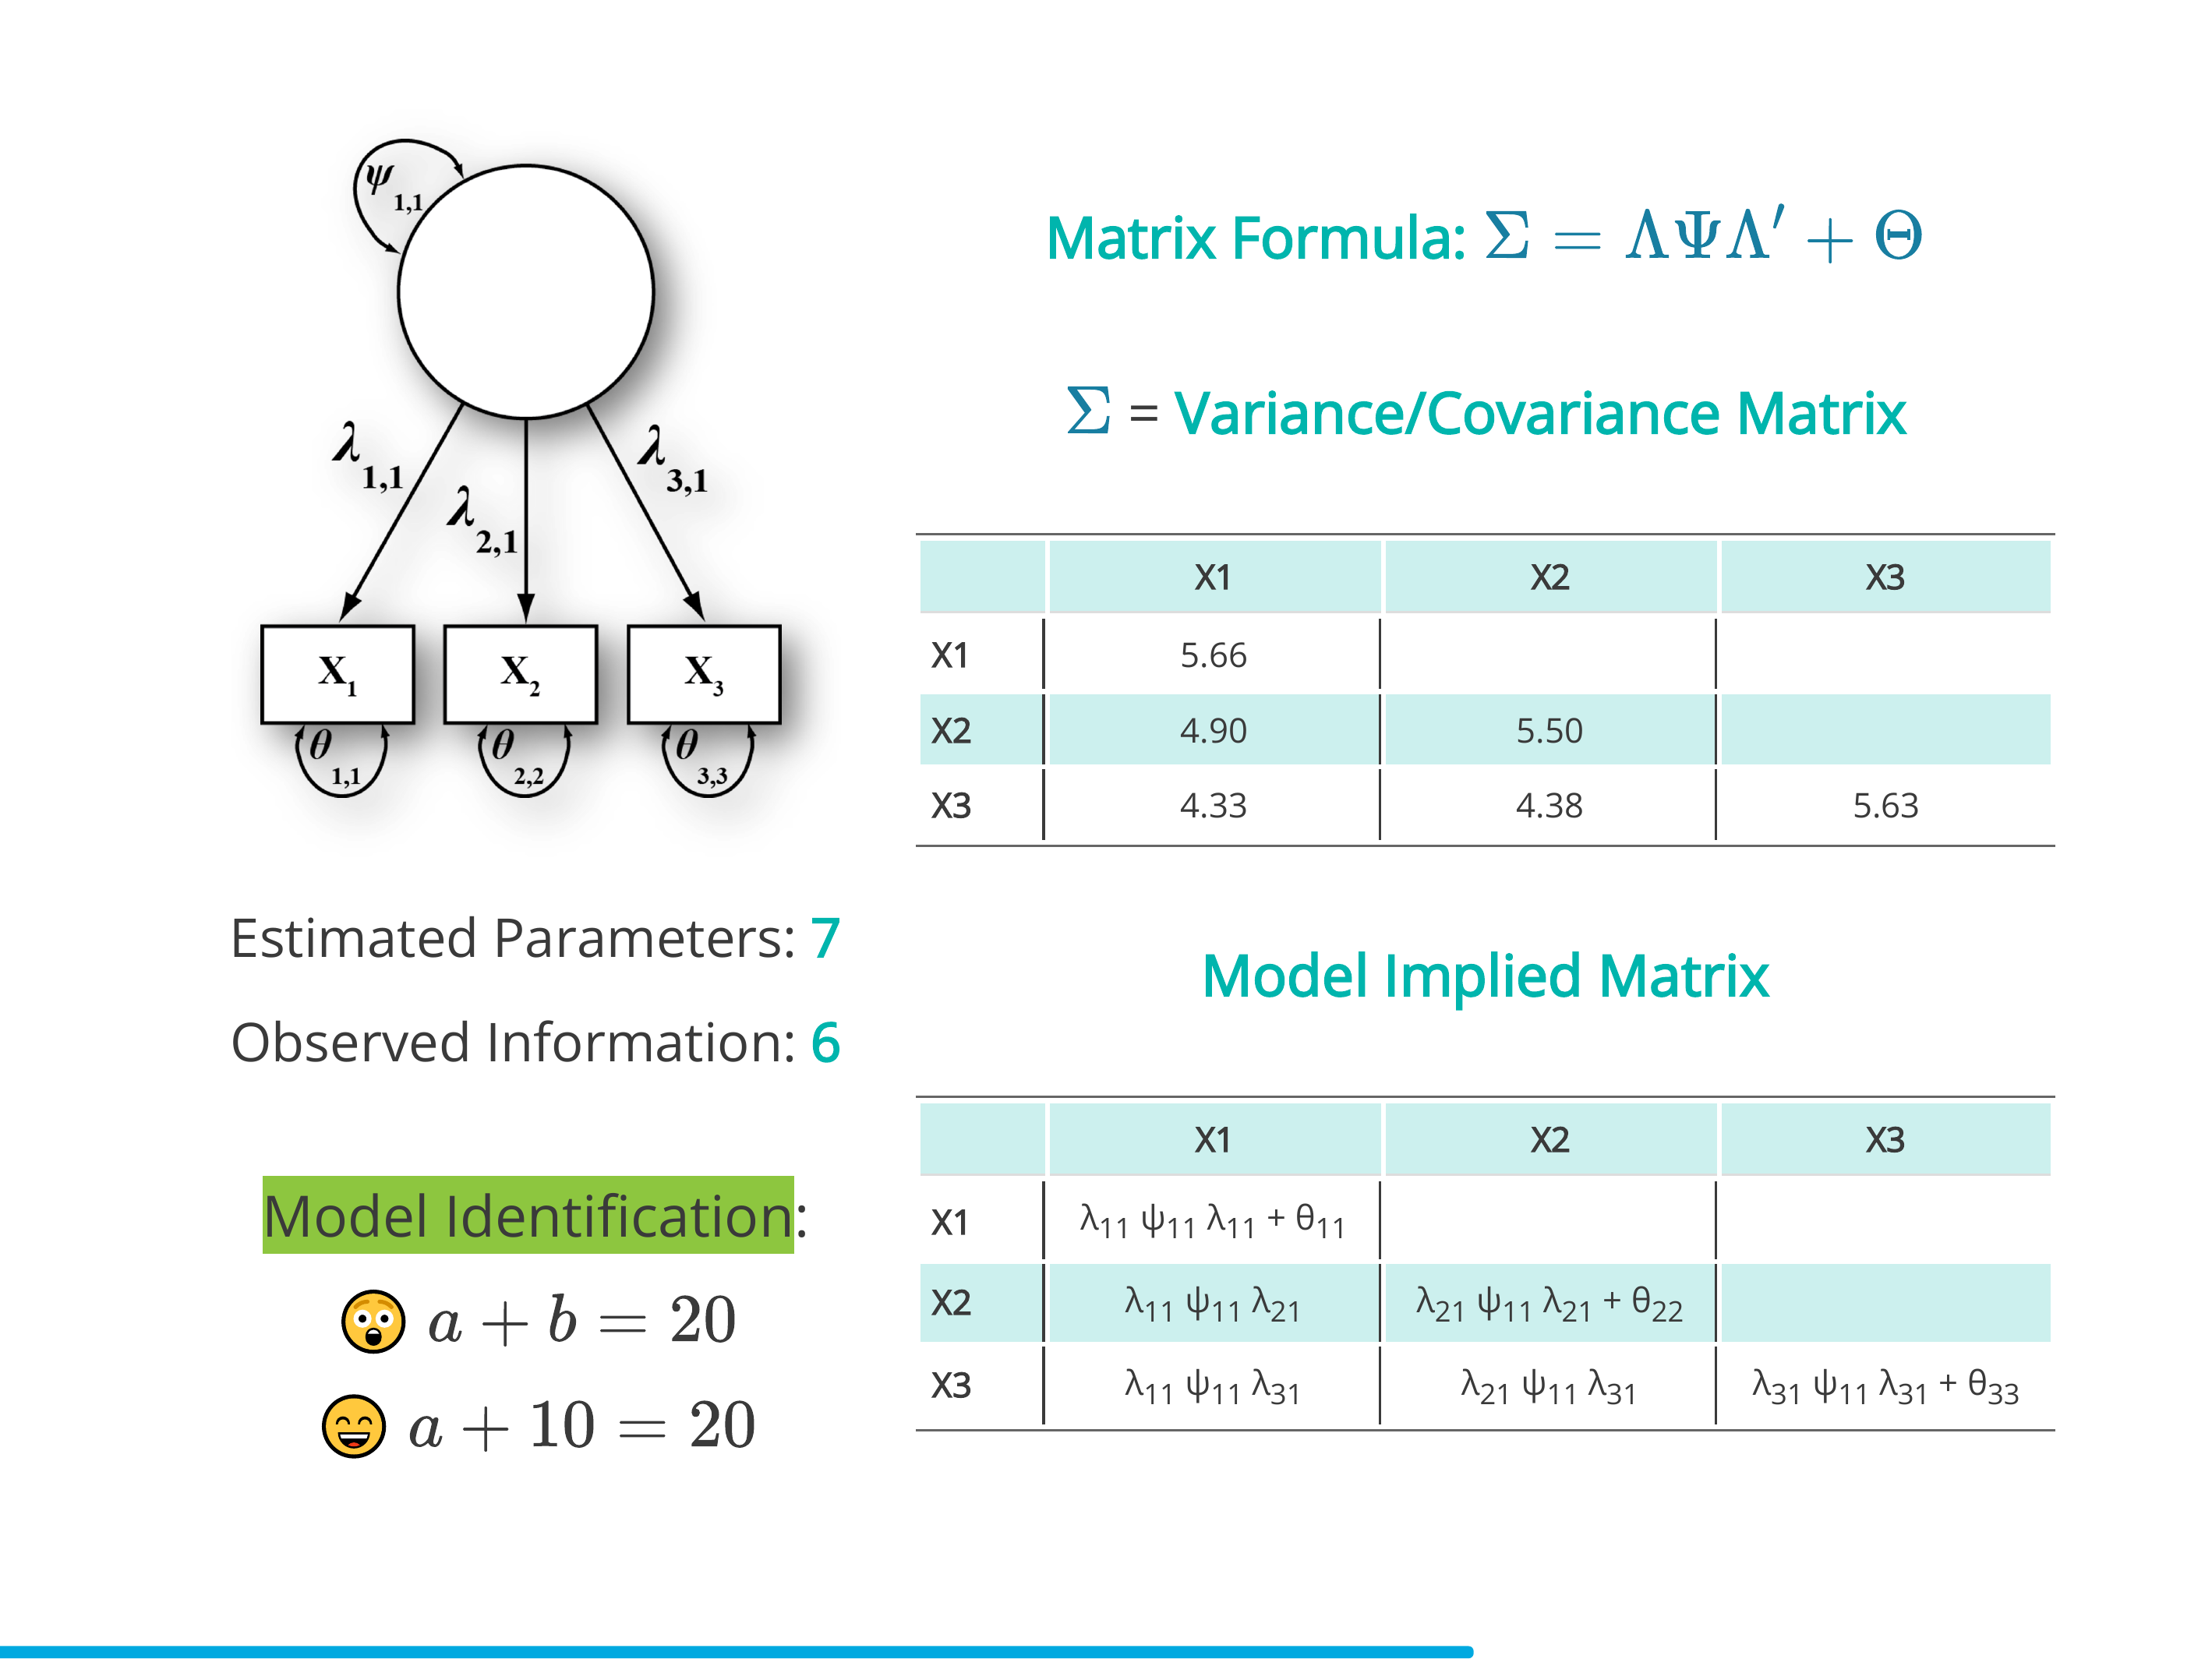 ψ 1,1
λ 1,1
λ 2,1
λ 3,1
X1 X2 X3
θ 1,1 θ 2,2 θ 3,3
Estimated Parameters: 7
Observed Information: 6
Model Identification:
😲 a + b = 20
😄 a + 10 = 20
Matrix Formula: Σ = ΛΨΛ′ + Θ
Σ = Variance/Covariance Matrix
X1 X2 X3
X1 5.66
X2 4.90 5.50
X3 4.33 4.38 5.63
Model Implied Matrix
X1 X2 X3
X1 λ11 ψ11 λ11 + θ11
X2 λ11 ψ11 λ21 λ21 ψ11 λ21 + θ22
X3 λ11 ψ11 λ31 λ21 ψ11 λ31 λ31 ψ11 λ31 + θ33